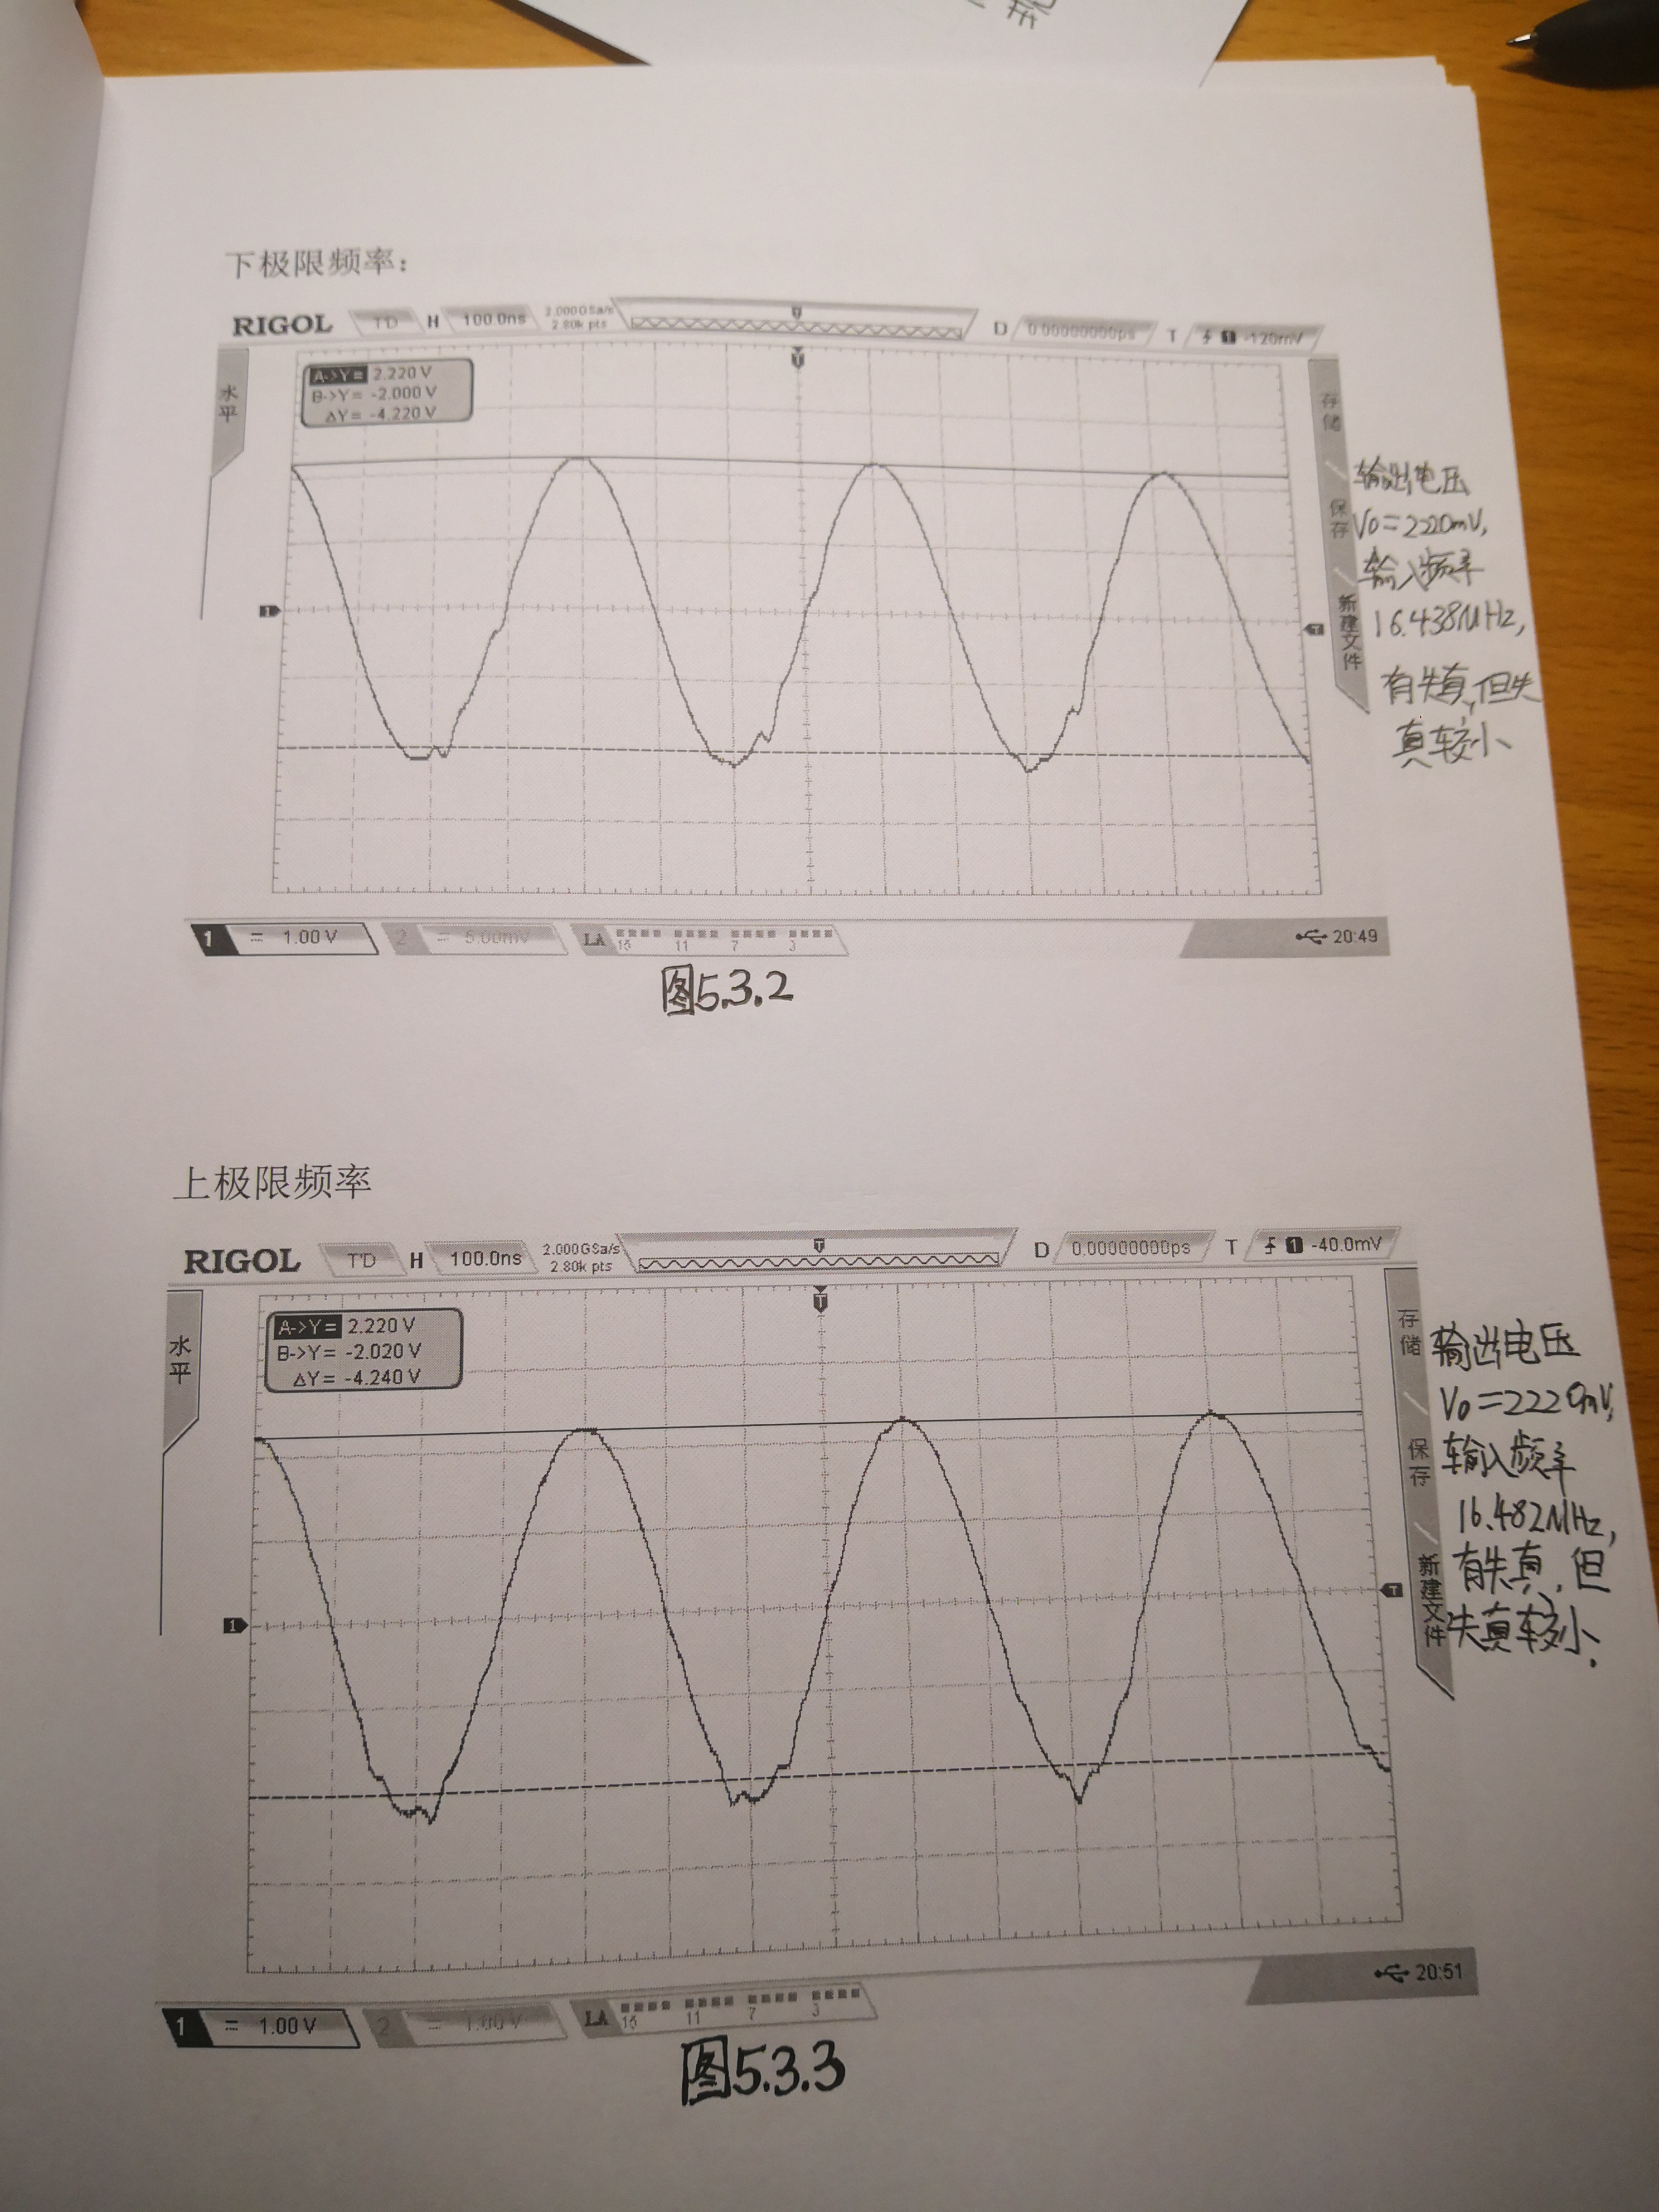 下极限频率:
RIGOL T'D H 100.0ns 2.000GSa/s 2.80k pts D 0.00000000ps T 1 -120mV
水平
A->Y= 2.220 V
B->Y= -2.000 V
ΔY= -4.220 V
存储
保存
新建文件
输出电压
Vo=2220mV,
输入频率
16.438MHz,
有失真,但失
真较小
1 = 1.00 V 2 = 5.00mV LA 15 11 7 3 20:49
图5.3.2
上极限频率
RIGOL T'D H 100.0ns 2.000GSa/s 2.80k pts D 0.00000000ps T 1 -40.0mV
水平
A->Y= 2.220 V
B->Y= -2.020 V
ΔY= -4.240 V
存储
保存
新建文件
输出电压
Vo=2220mV,
输入频率
16.482MHz,
有失真,但
失真较小.
1 = 1.00 V 2 = 1.00 V LA 15 11 7 3 20:51
图5.3.3